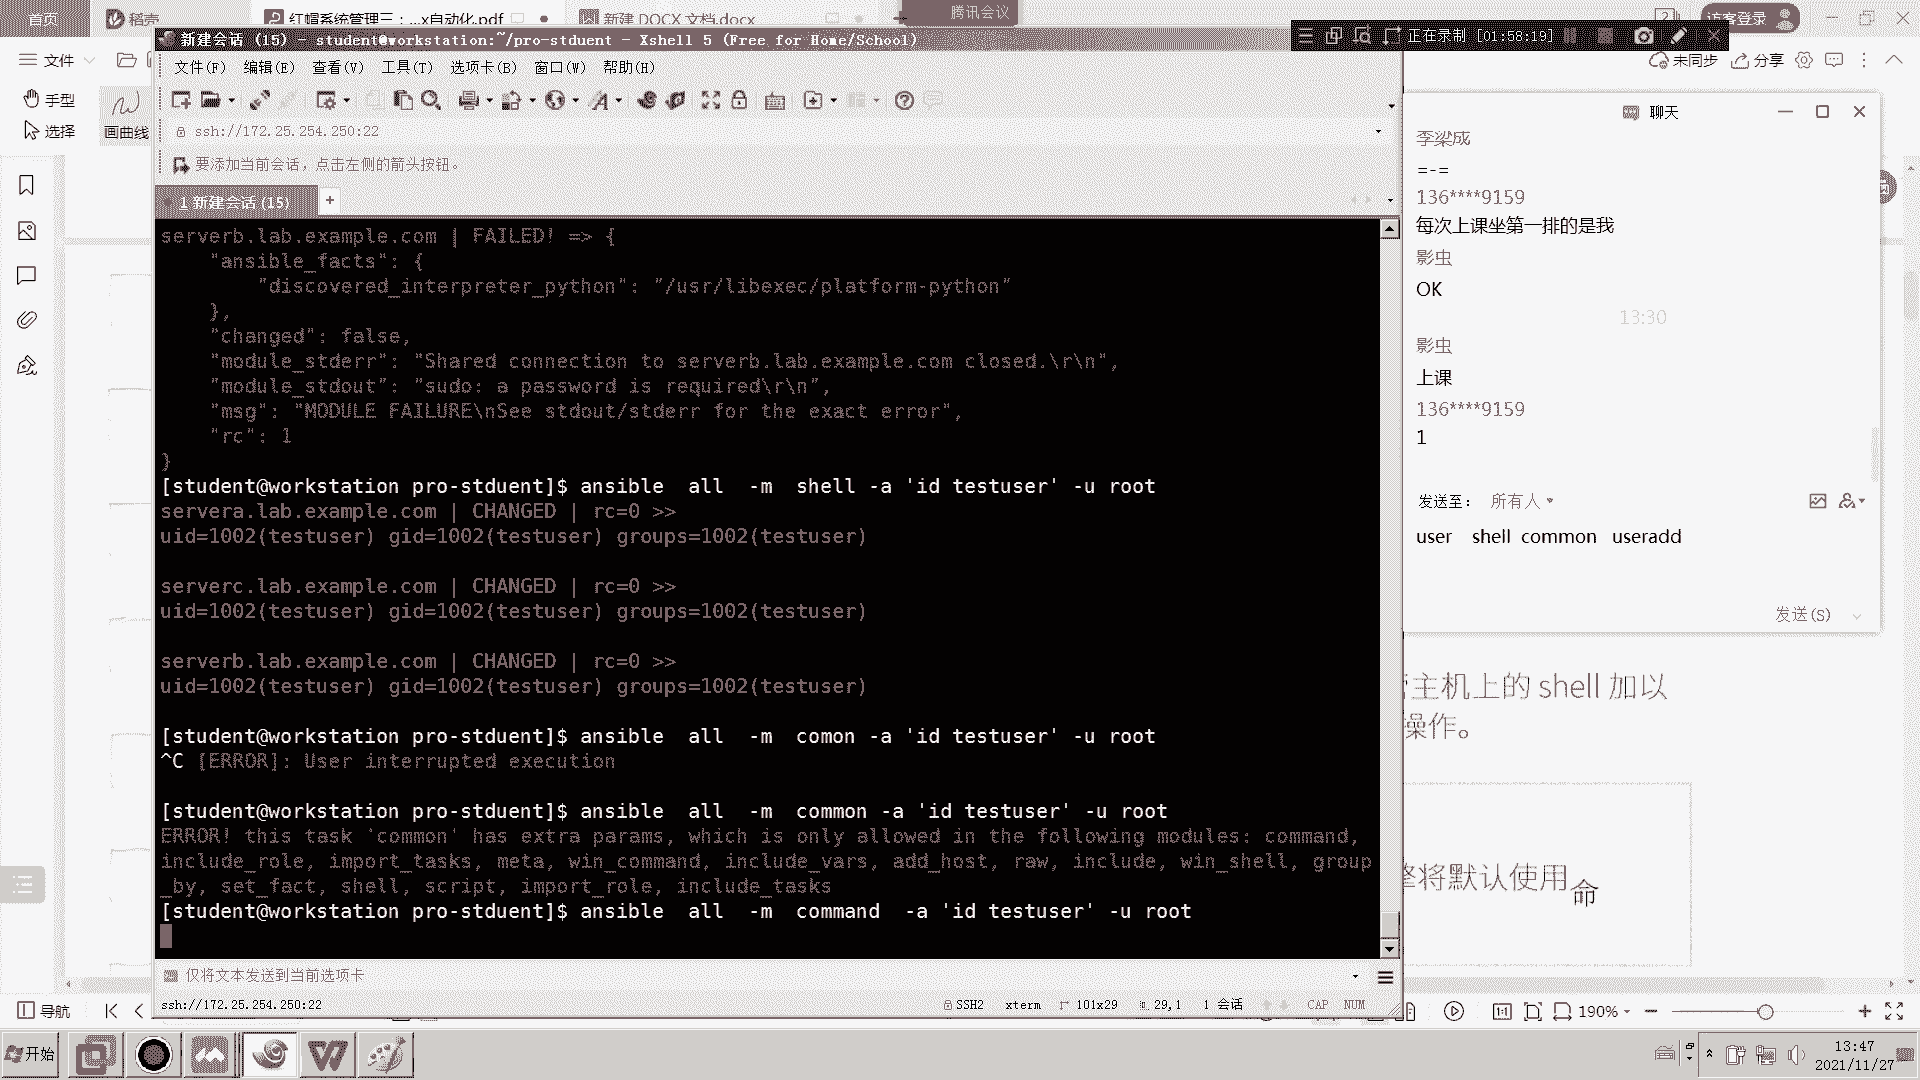 首页
稻壳
红帽系统管理三：...x自动化.pdf
新建 DOCX 文档.docx
腾讯会议
访客登录
新建会话 (15) - student@workstation:~/pro-stduent - Xshell 5 (Free for Home/School)
正在录制 [01:58:19]
文件
文件(F) 编辑(E) 查看(V) 工具(T) 选项卡(B) 窗口(W) 帮助(H)
未同步 分享
手型
选择
画曲线
ssh://172.25.254.250:22
要添加当前会话，点击左侧的箭头按钮。
1 新建会话 (15)
serverb.lab.example.com | FAILED! => {
    "ansible_facts": {
        "discovered_interpreter_python": "/usr/libexec/platform-python"
    },
    "changed": false,
    "module_stderr": "Shared connection to serverb.lab.example.com closed.\r\n",
    "module_stdout": "sudo: a password is required\r\n",
    "msg": "MODULE FAILURE\nSee stdout/stderr for the exact error",
    "rc": 1
}
[student@workstation pro-stduent]$ ansible  all  -m  shell -a 'id testuser' -u root
servera.lab.example.com | CHANGED | rc=0 >>
uid=1002(testuser) gid=1002(testuser) groups=1002(testuser)
serverc.lab.example.com | CHANGED | rc=0 >>
uid=1002(testuser) gid=1002(testuser) groups=1002(testuser)
serverb.lab.example.com | CHANGED | rc=0 >>
uid=1002(testuser) gid=1002(testuser) groups=1002(testuser)
[student@workstation pro-stduent]$ ansible  all  -m  comon -a 'id testuser' -u root
^C [ERROR]: User interrupted execution
[student@workstation pro-stduent]$ ansible  all  -m  common -a 'id testuser' -u root
ERROR! this task 'common' has extra params, which is only allowed in the following modules: command,
include_role, import_tasks, meta, win_command, include_vars, add_host, raw, include, win_shell, group
_by, set_fact, shell, script, import_role, include_tasks
[student@workstation pro-stduent]$ ansible  all  -m  command  -a 'id testuser' -u root
仅将文本发送到当前选项卡
ssh://172.25.254.250:22
SSH2
xterm
101x29
29,1
1 会话
CAP
NUM
聊天
李梁成
=-=
136****9159
每次上课坐第一排的是我
影虫
OK
13:30
影虫
上课
136****9159
1
发送至： 所有人
user shell common useradd
发送(S)
主机上的 shell 加以
操作。
将默认使用命
导航
190%
开始
13:47
2021/11/27